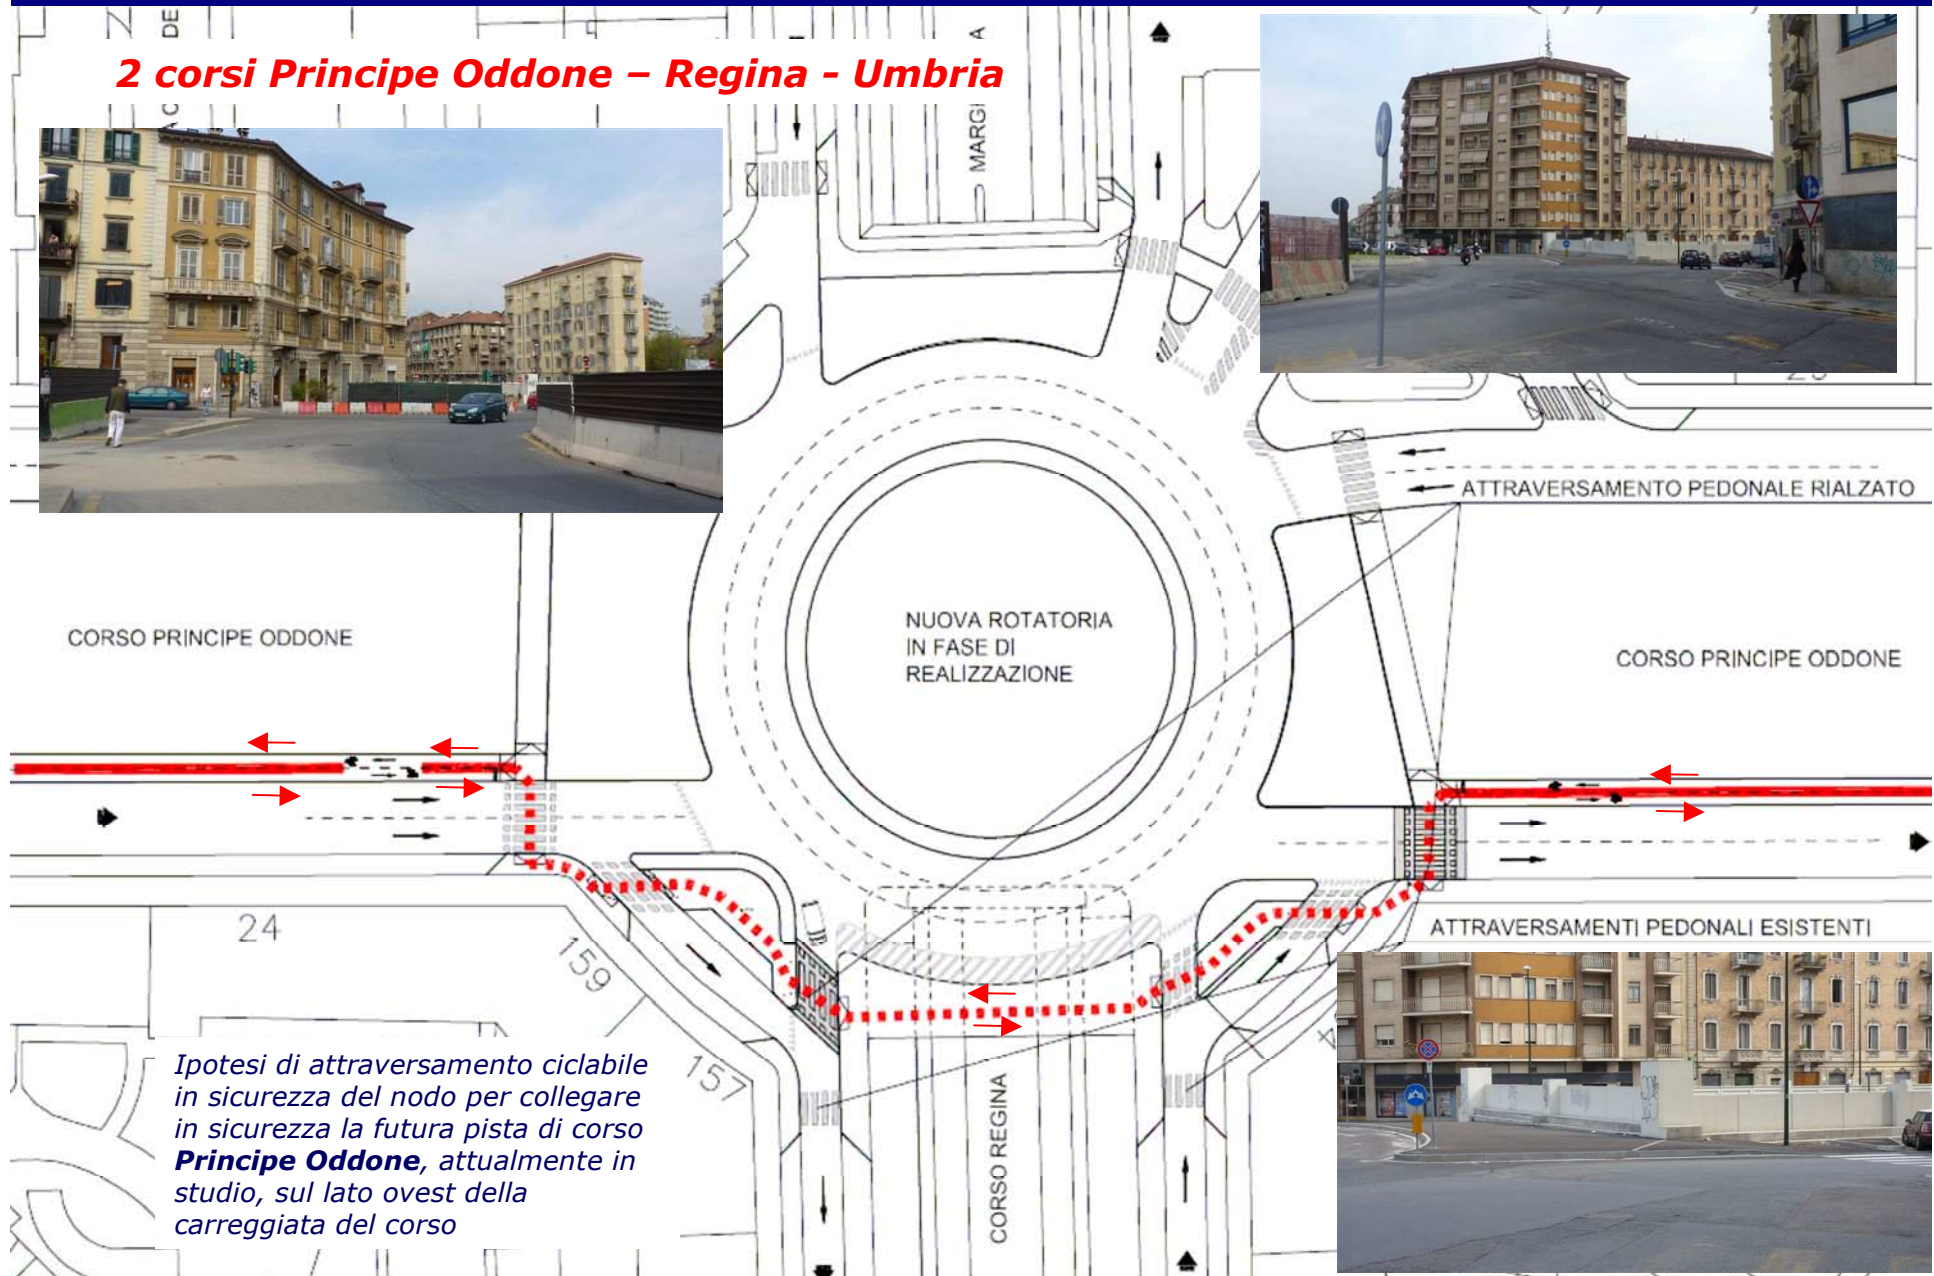 2 corsi Principe Oddone – Regina - Umbria
MARGH
ATTRAVERSAMENTO PEDONALE RIALZATO
NUOVA ROTATORIA
IN FASE DI
REALIZZAZIONE
CORSO PRINCIPE ODDONE
CORSO PRINCIPE ODDONE
24
159
157
ATTRAVERSAMENTI PEDONALI ESISTENTI
CORSO REGINA
Ipotesi di attraversamento ciclabile
in sicurezza del nodo per collegare
in sicurezza la futura pista di corso
Principe Oddone, attualmente in
studio, sul lato ovest della
carreggiata del corso